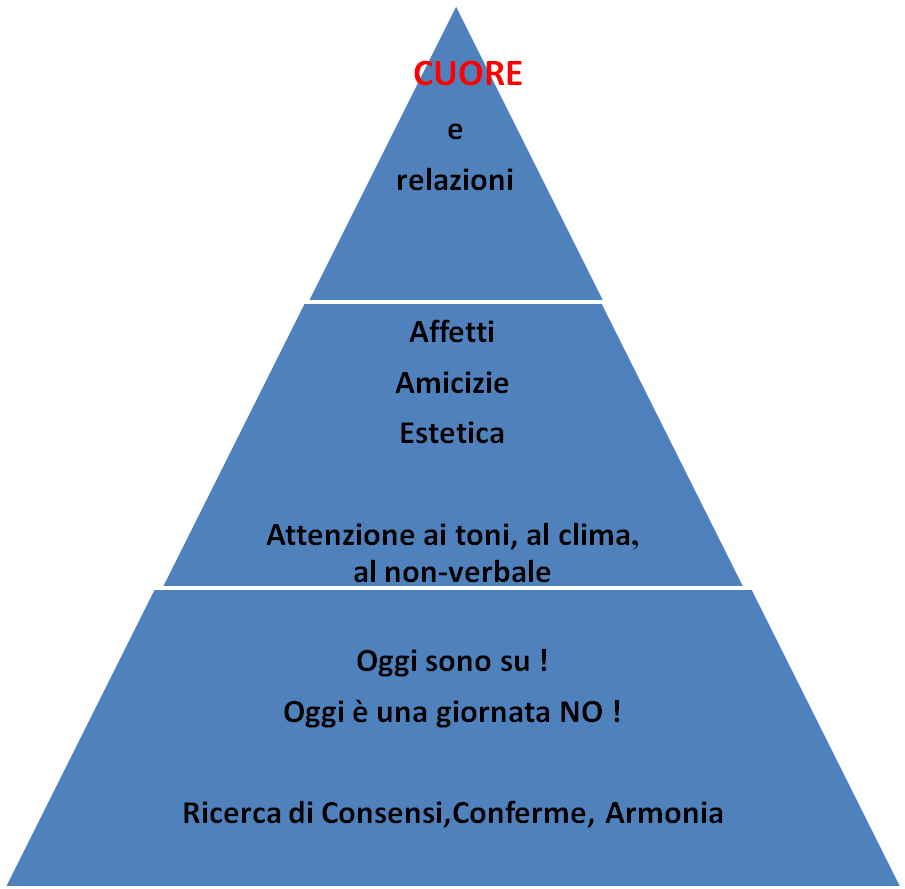 CUORE
e
relazioni
Affetti
Amicizie
Estetica
Attenzione ai toni, al clima,
al non-verbale
Oggi sono su !
Oggi è una giornata NO !
Ricerca di Consensi,Conferme, Armonia